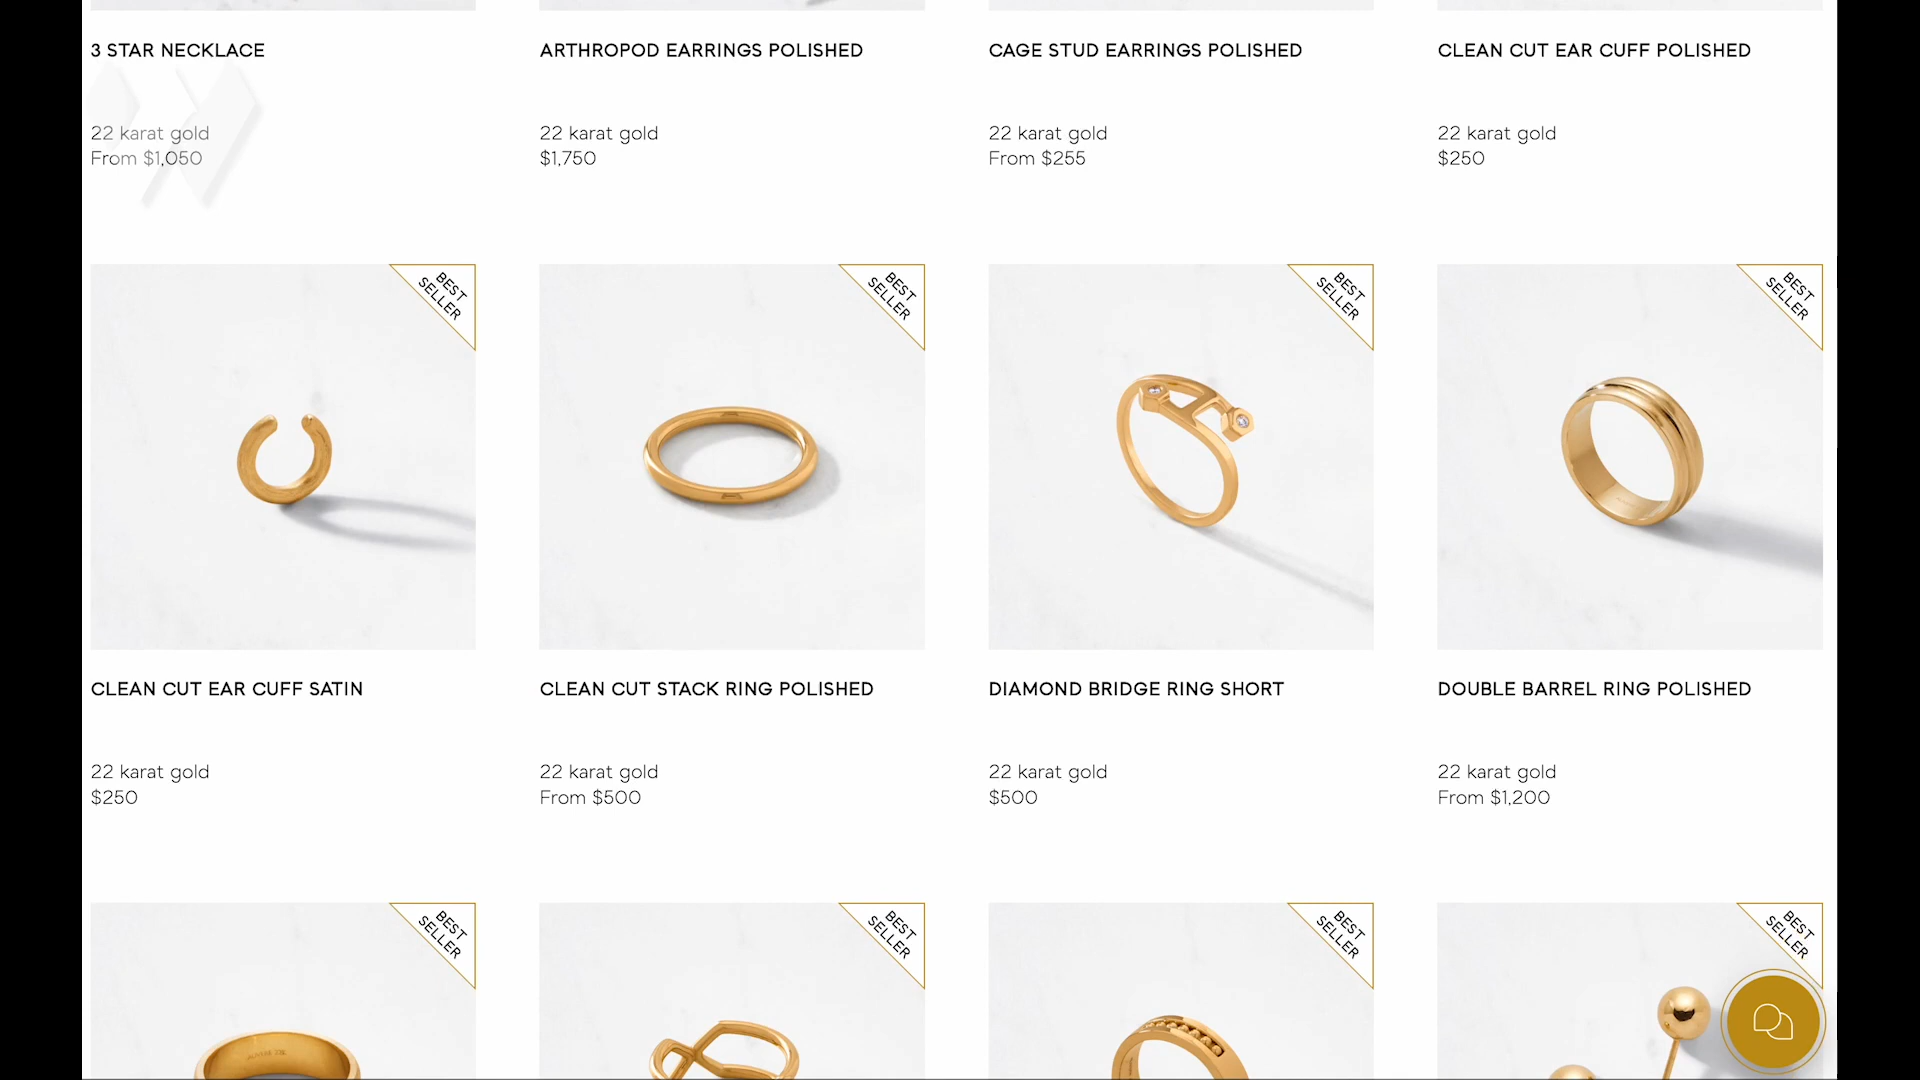 3 STAR NECKLACE
22 karat gold
From $1,050
ARTHROPOD EARRINGS POLISHED
22 karat gold
$1,750
CAGE STUD EARRINGS POLISHED
22 karat gold
From $255
CLEAN CUT EAR CUFF POLISHED
22 karat gold
$250
BEST
SELLER
CLEAN CUT EAR CUFF SATIN
22 karat gold
$250
BEST
SELLER
CLEAN CUT STACK RING POLISHED
22 karat gold
From $500
BEST
SELLER
DIAMOND BRIDGE RING SHORT
22 karat gold
$500
BEST
SELLER
DOUBLE BARREL RING POLISHED
22 karat gold
From $1,200
BEST
SELLER
BEST
SELLER
BEST
SELLER
BEST
SELLER